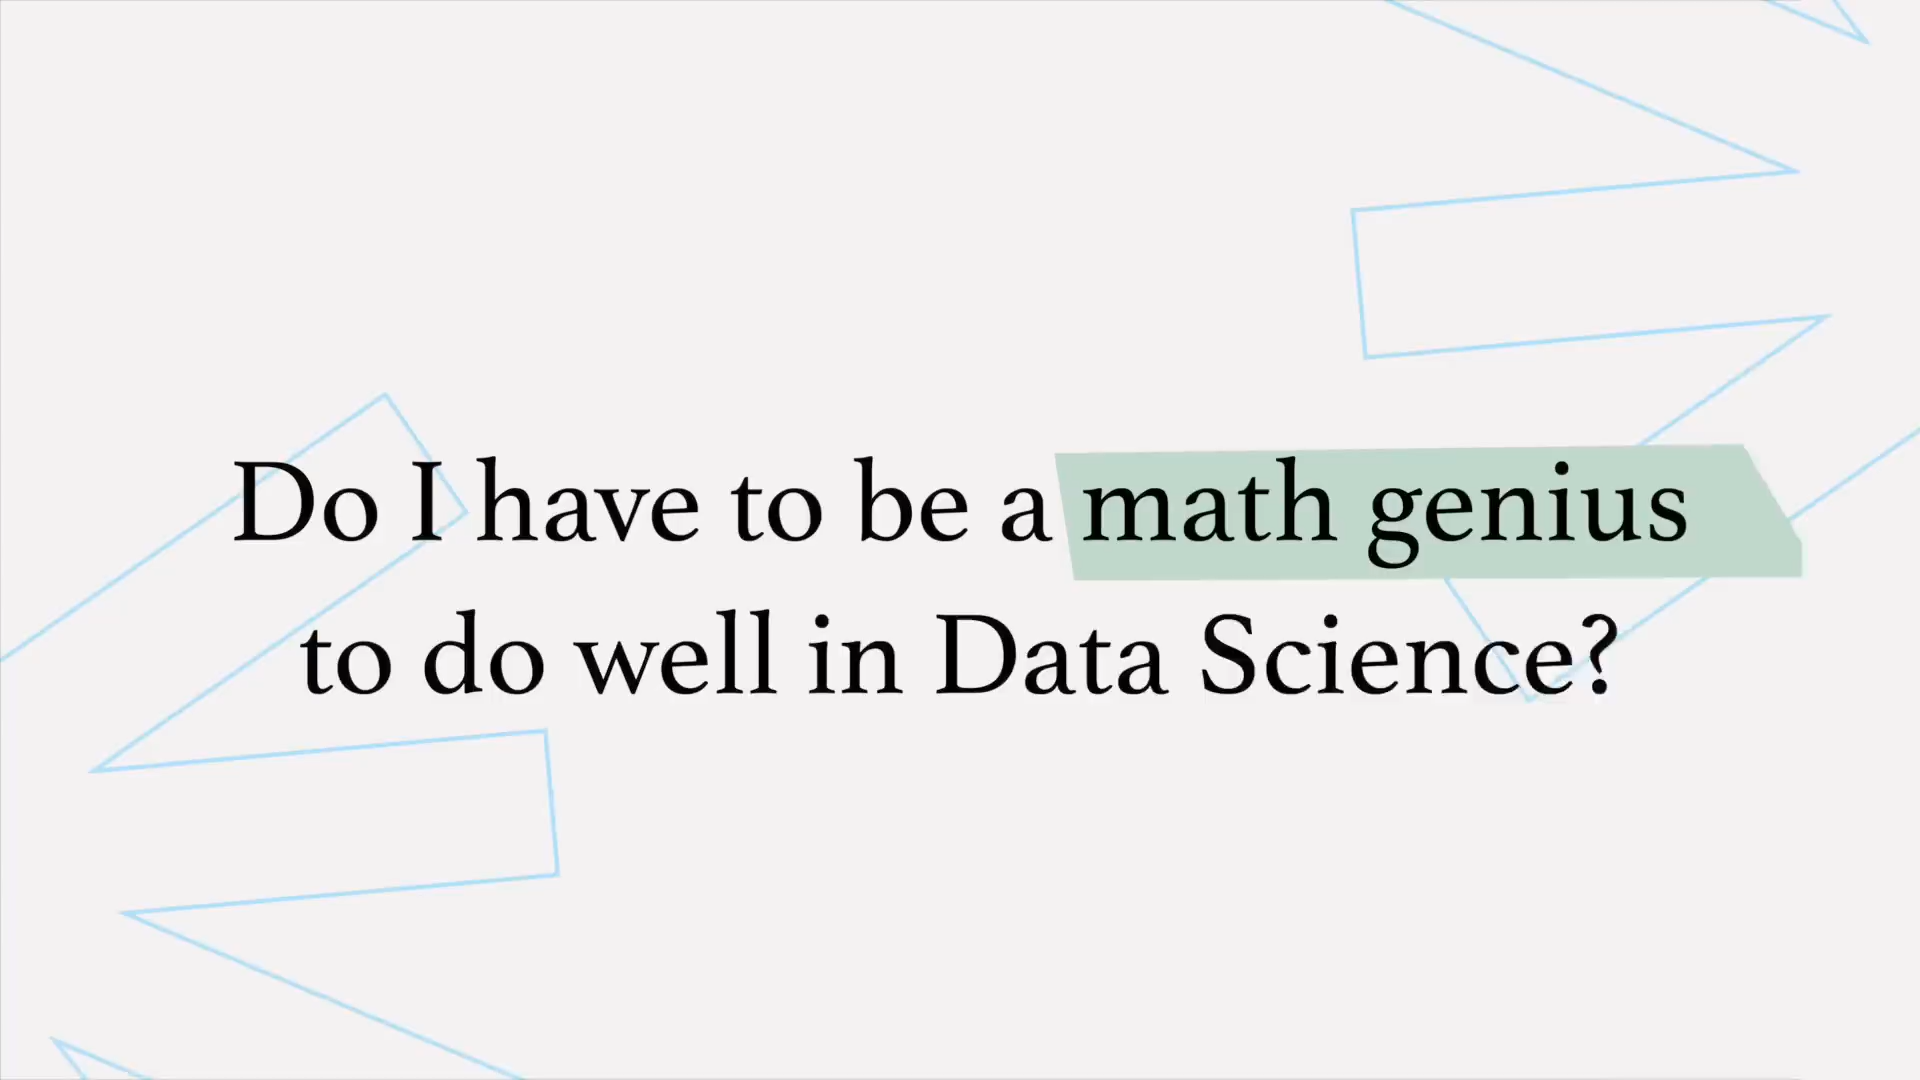 Do I have to be a math genius
to do well in Data Science?